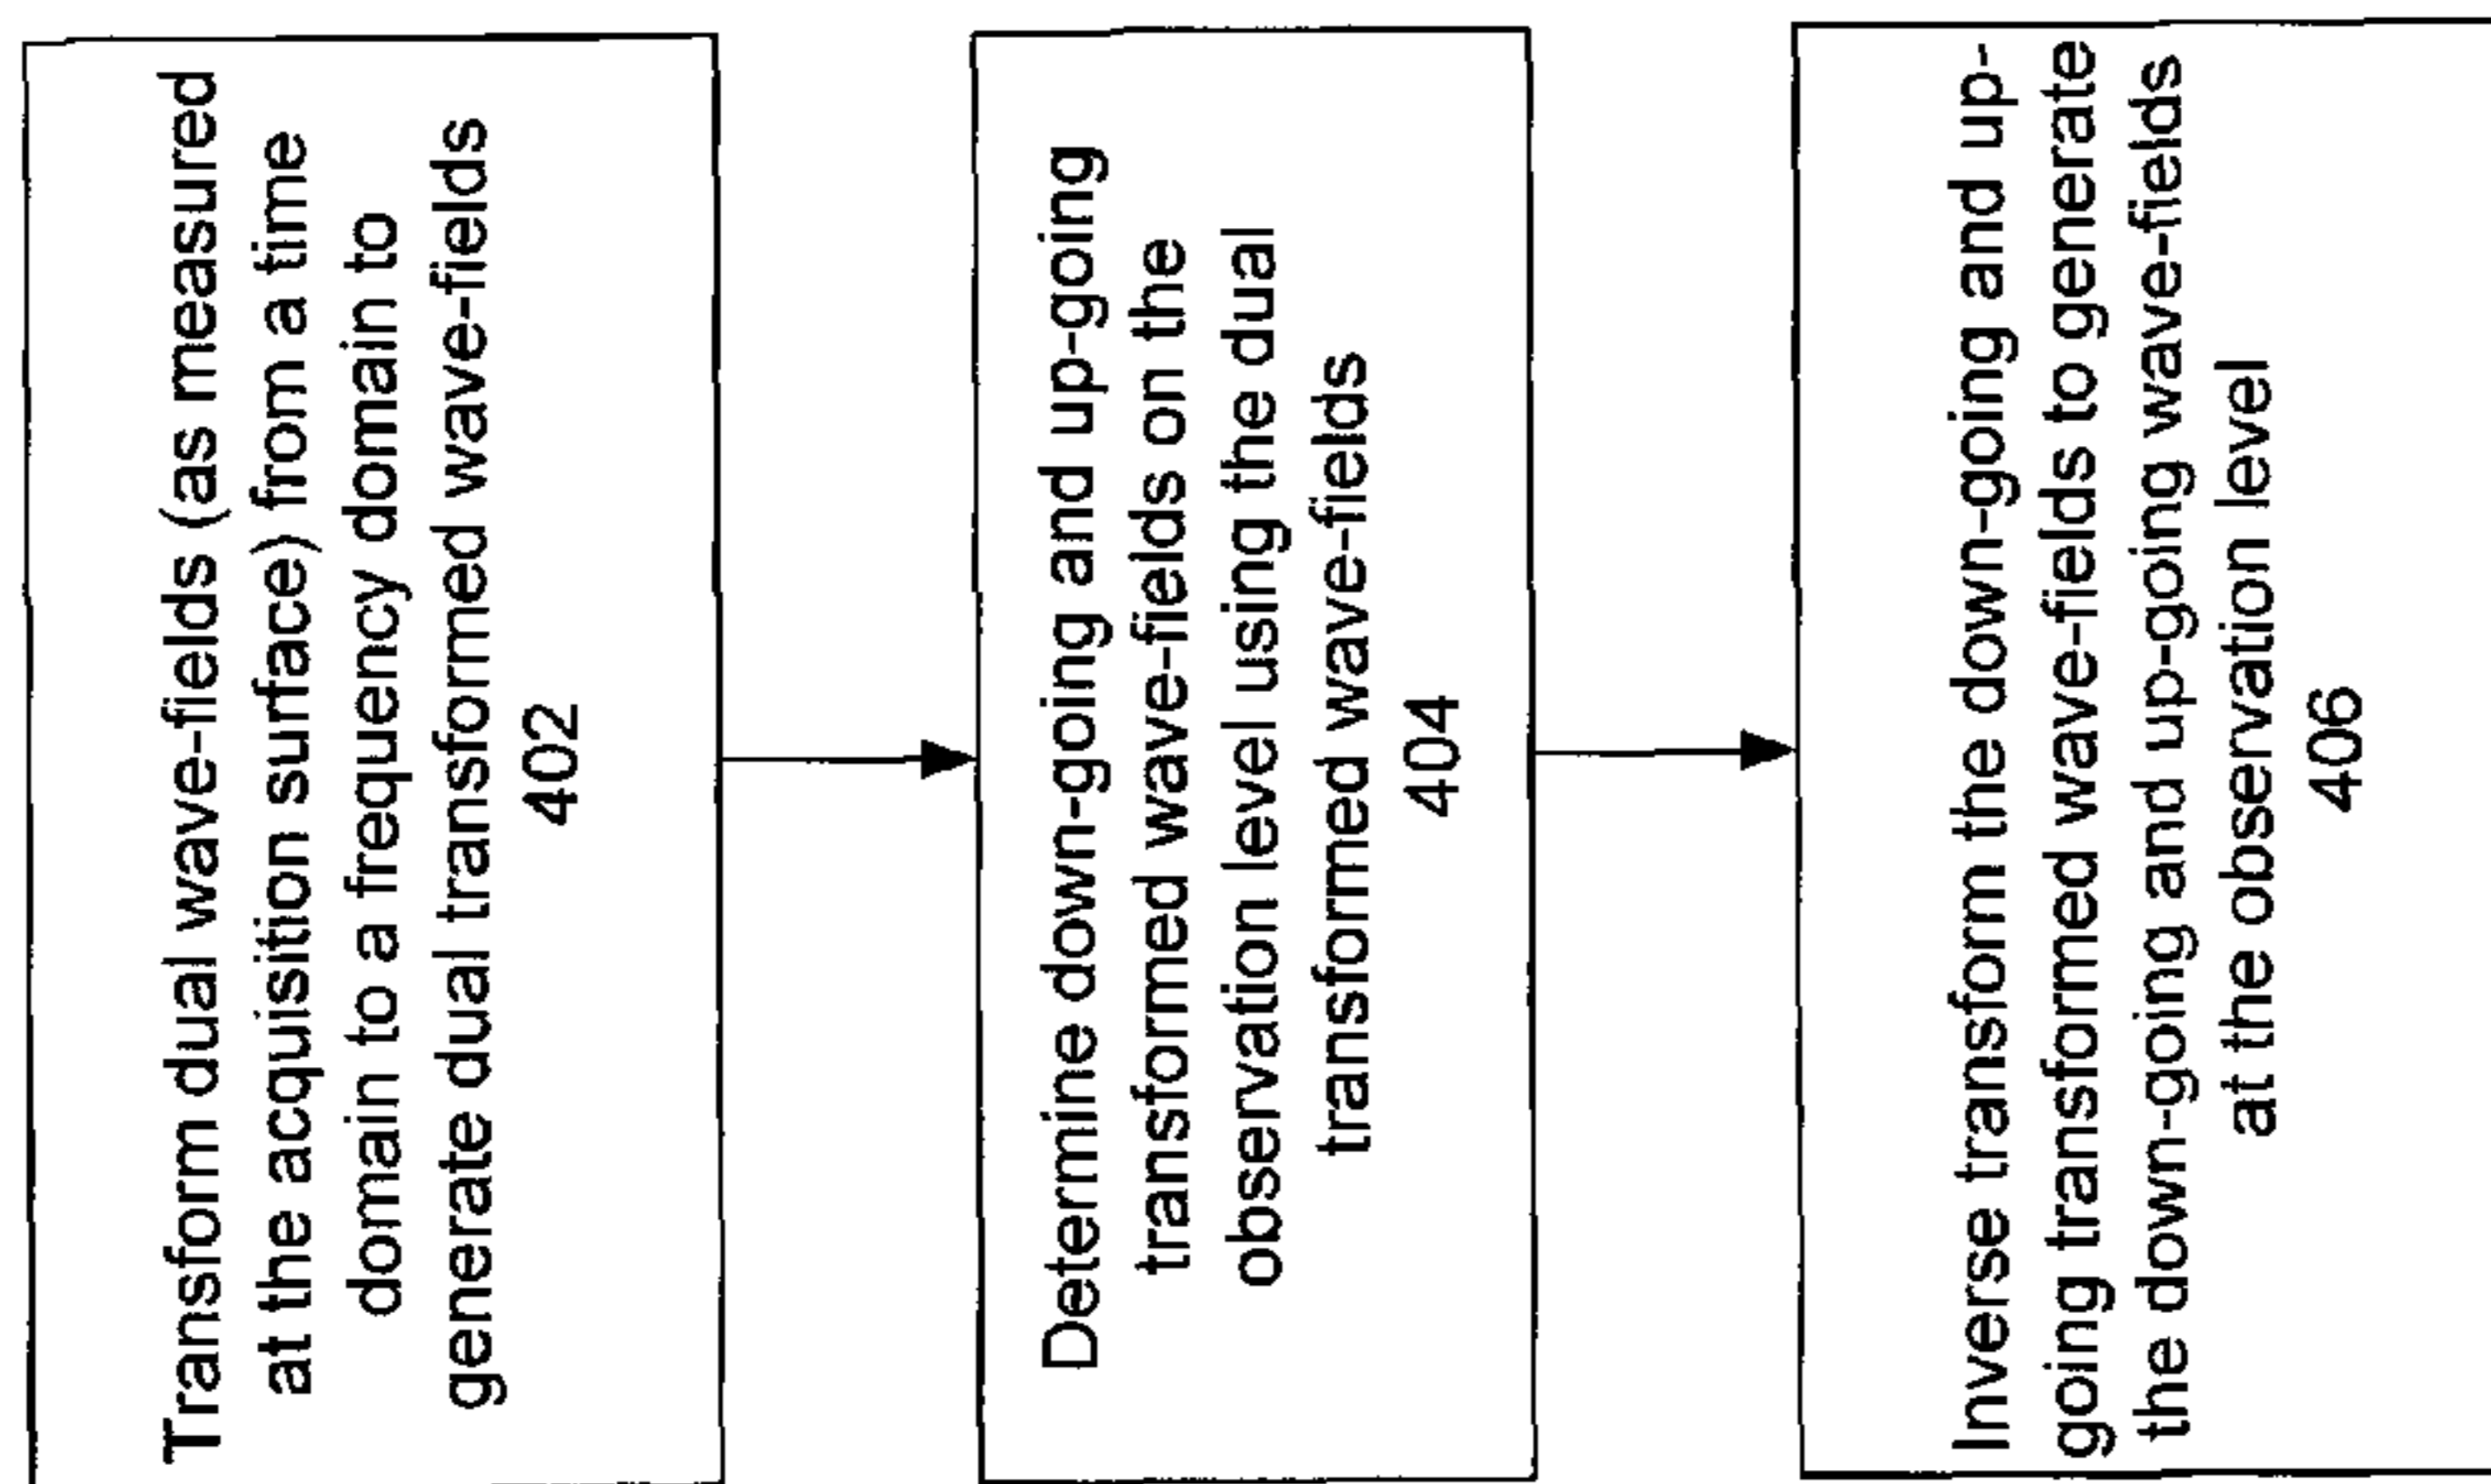 Transform dual wave-fields (as measured
at the acquisition surface) from a time
domain to a frequency domain to
generate dual transformed wave-fields
402
Determine down-going and up-going
transformed wave-fields on the
observation level using the dual
transformed wave-fields
404
Inverse transform the down-going and up-
going transformed wave-fields to generate
the down-going and up-going wave-fields
at the observation level
406